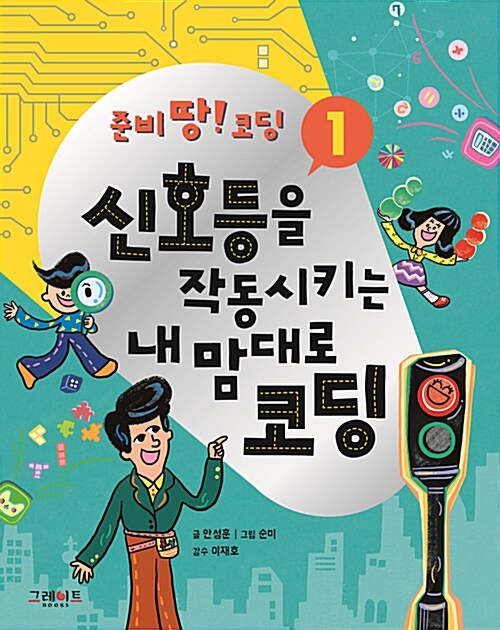 준비 땅! 코딩
1
신호등을
작동시키는
내 맘대로
코딩
글 안성훈 | 그림 순미
감수 이재호
그레이트
BOOKS